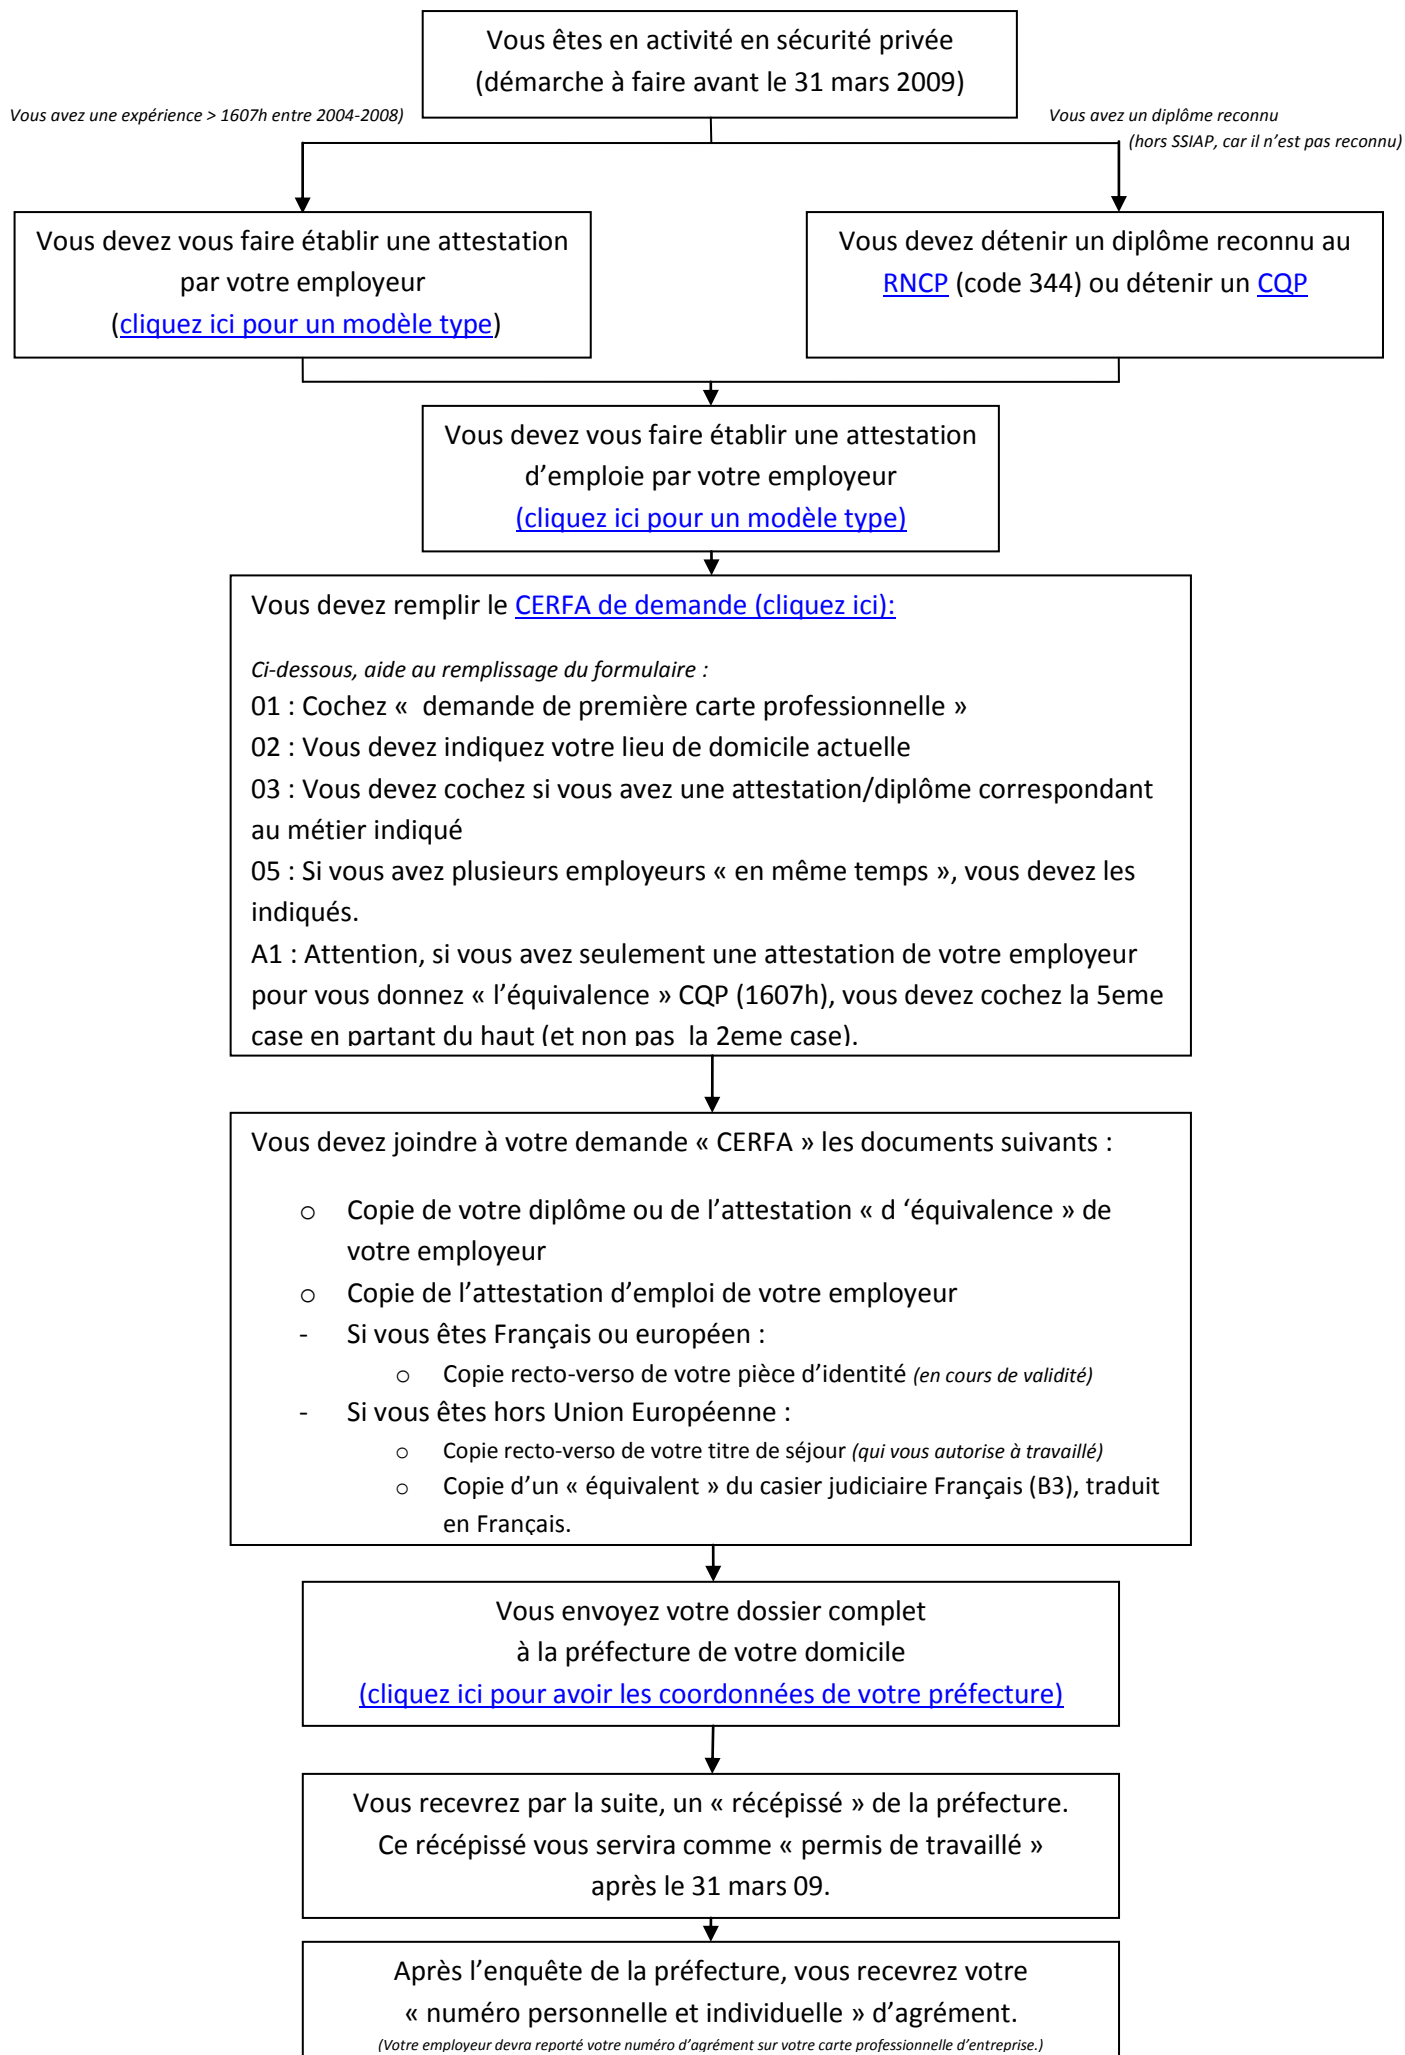 Vous êtes en activité en sécurité privée
(démarche à faire avant le 31 mars 2009)
Vous avez une expérience > 1607h entre 2004-2008)
Vous avez un diplôme reconnu
(hors SSIAP, car il n’est pas reconnu)
Vous devez vous faire établir une attestation
par votre employeur
(cliquez ici pour un modèle type)
Vous devez détenir un diplôme reconnu au
RNCP (code 344) ou détenir un CQP
Vous devez vous faire établir une attestation
d’emploie par votre employeur
(cliquez ici pour un modèle type)
Vous devez remplir le CERFA de demande (cliquez ici):
Ci-dessous, aide au remplissage du formulaire :
01 : Cochez «  demande de première carte professionnelle »
02 : Vous devez indiquez votre lieu de domicile actuelle
03 : Vous devez cochez si vous avez une attestation/diplôme correspondant
au métier indiqué
05 : Si vous avez plusieurs employeurs « en même temps », vous devez les
indiqués.
A1 : Attention, si vous avez seulement une attestation de votre employeur
pour vous donnez « l’équivalence » CQP (1607h), vous devez cochez la 5eme
case en partant du haut (et non pas  la 2eme case).
Vous devez joindre à votre demande « CERFA » les documents suivants :
o Copie de votre diplôme ou de l’attestation « d ‘équivalence » de
votre employeur
o Copie de l’attestation d’emploi de votre employeur
- Si vous êtes Français ou européen :
o Copie recto-verso de votre pièce d’identité (en cours de validité)
- Si vous êtes hors Union Européenne :
o Copie recto-verso de votre titre de séjour (qui vous autorise à travaillé)
o Copie d’un « équivalent » du casier judiciaire Français (B3), traduit
en Français.
Vous envoyez votre dossier complet
à la préfecture de votre domicile
(cliquez ici pour avoir les coordonnées de votre préfecture)
Vous recevrez par la suite, un « récépissé » de la préfecture.
Ce récépissé vous servira comme « permis de travaillé »
après le 31 mars 09.
Après l’enquête de la préfecture, vous recevrez votre
« numéro personnelle et individuelle » d’agrément.
(Votre employeur devra reporté votre numéro d’agrément sur votre carte professionnelle d’entreprise.)